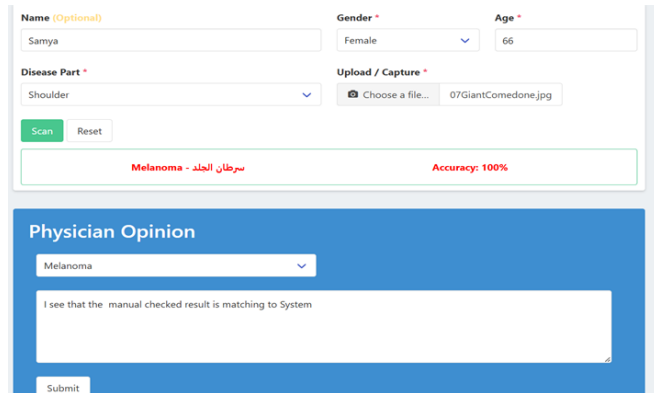 Name (Optional) Gender * Age *
Samya Female 66
Disease Part * Upload / Capture *
Shoulder Choose a file... 07GiantComedone.jpg
Scan Reset
Melanoma - سرطان الجلد Accuracy: 100%
Physician Opinion
Melanoma
I see that the manual checked result is matching to System
Submit